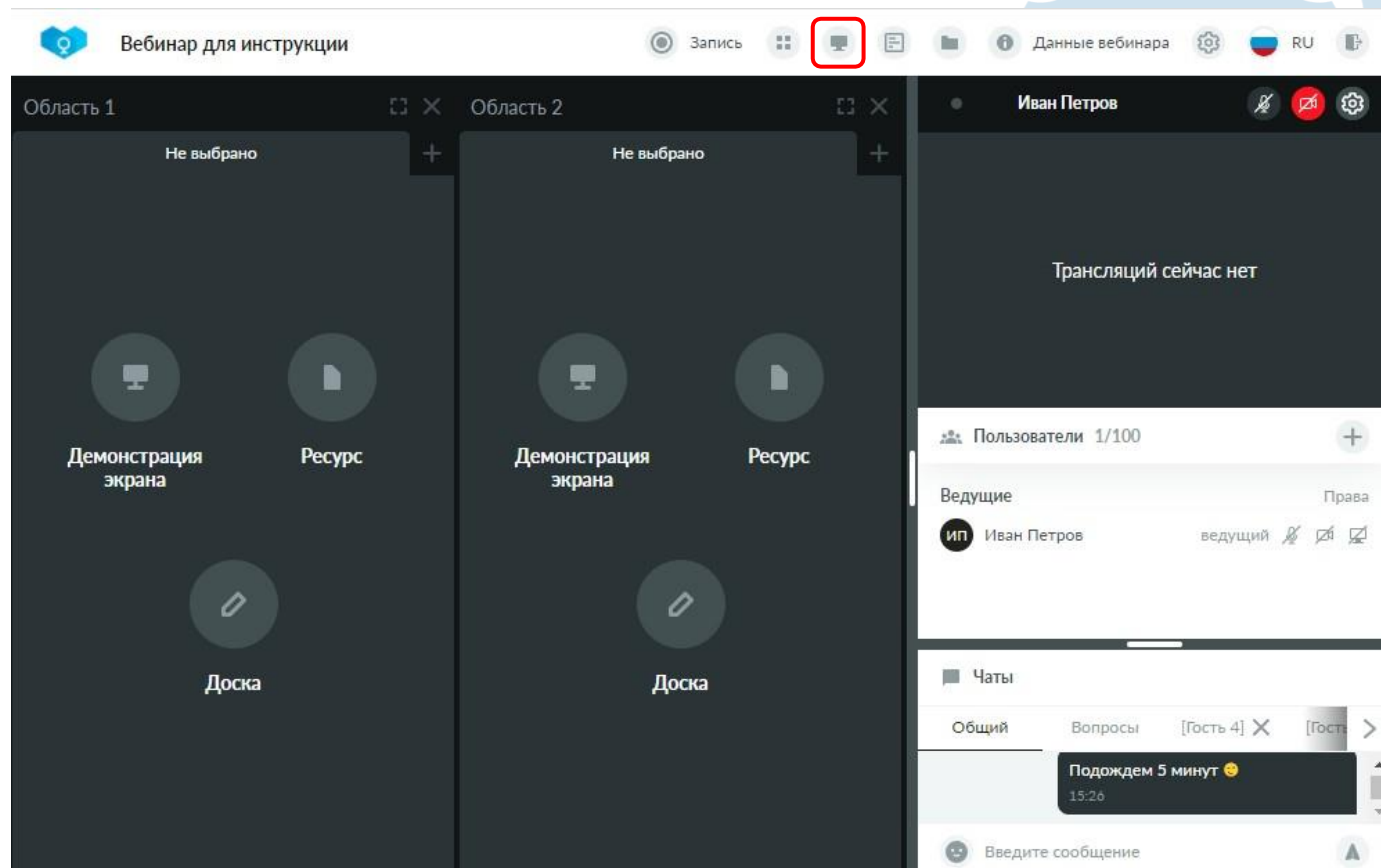 Вебинар для инструкции
Запись
Данные вебинара
RU
Область 1
Область 2
Иван Петров
Не выбрано
Не выбрано
Трансляций сейчас нет
Демонстрация
экрана
Ресурс
Демонстрация
экрана
Ресурс
Доска
Доска
Пользователи 1/100
Ведущие
Права
ИП
Иван Петров
ведущий
Чаты
Общий
Вопросы
[Гость 4]
[Гость
Подождем 5 минут
15:26
Введите сообщение